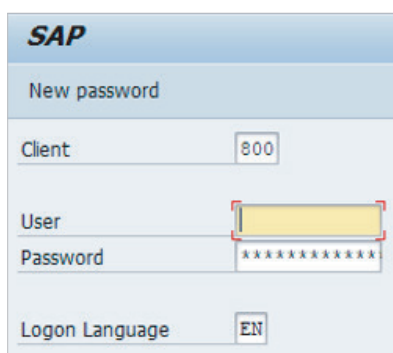 SAP
New password
Client 800
User
Password ************
Logon Language EN